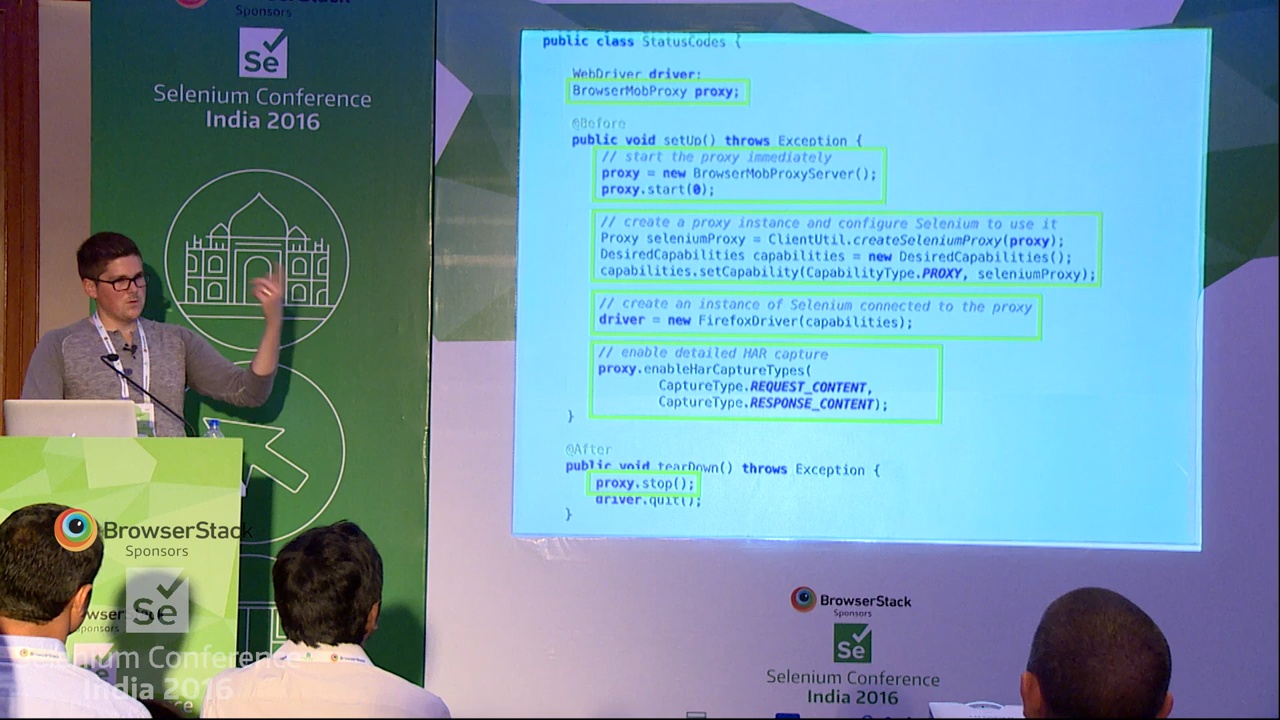 BrowserStack
Sponsors
Se
Selenium Conference
India 2016
public class StatusCodes {
WebDriver driver;
BrowserMobProxy proxy;
@Before
public void setUp() throws Exception {
// start the proxy immediately
proxy = new BrowserMobProxyServer();
proxy.start(0);
// create a proxy instance and configure Selenium to use it
Proxy seleniumProxy = ClientUtil.createSeleniumProxy(proxy);
DesiredCapabilities capabilities = new DesiredCapabilities();
capabilities.setCapability(CapabilityType.PROXY, seleniumProxy);
// create an instance of Selenium connected to the proxy
driver = new FirefoxDriver(capabilities);
// enable detailed HAR capture
proxy.enableHarCaptureTypes(
CaptureType.REQUEST_CONTENT,
CaptureType.RESPONSE_CONTENT);
}
@After
public void tearDown() throws Exception {
proxy.stop();
driver.quit();
}
BrowserStack
Sponsors
Se
Selenium Conference
India 2016
BrowserStack
Sponsors
Se
Selenium Conference
India 2016